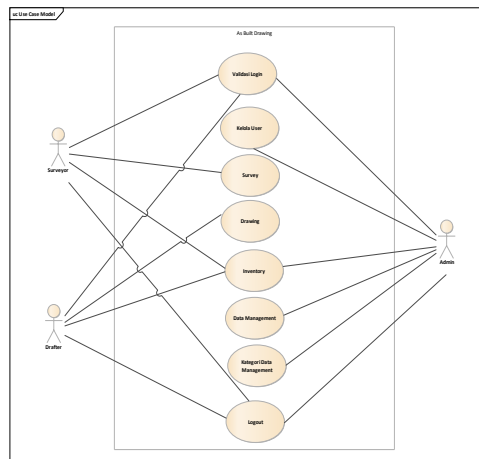 uc Use Case Model
As Built Drawing
Validasi Login
Kelola User
Surveyor
Survey
Drawing
Admin
Inventory
Data Management
Drafter
Kategori Data
Management
Logout